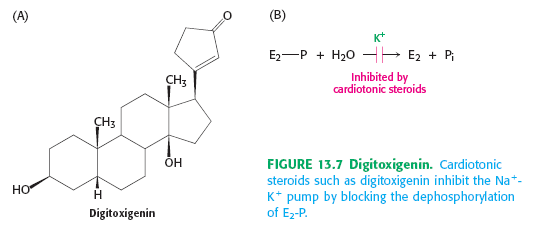 (A)
O
CH3
CH3
OH
HO
H
Digitoxigenin
(B)
K+
E2—P + H2O → E2 + Pi
Inhibited by
cardiotonic steroids
FIGURE 13.7 Digitoxigenin. Cardiotonic
steroids such as digitoxigenin inhibit the Na+-
K+ pump by blocking the dephosphorylation
of E2-P.